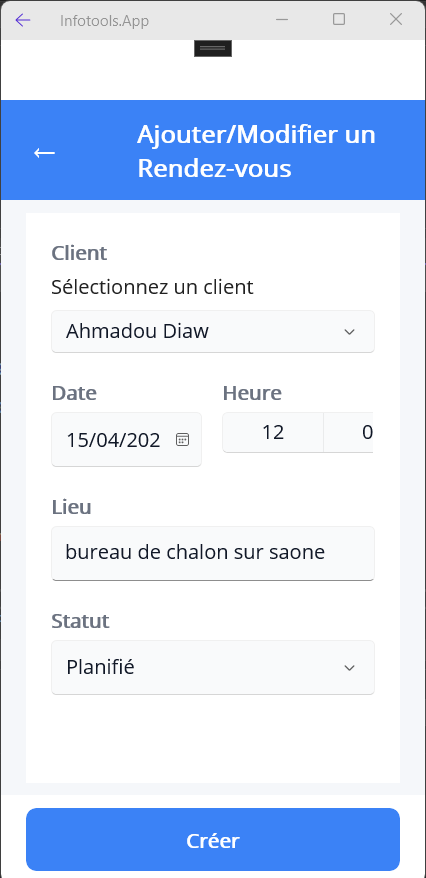 Infotools.App
Ajouter/Modifier un
Rendez-vous
Client
Sélectionnez un client
Ahmadou Diaw
Date Heure
15/04/202 12 0
Lieu
bureau de chalon sur saone
Statut
Planifié
Créer